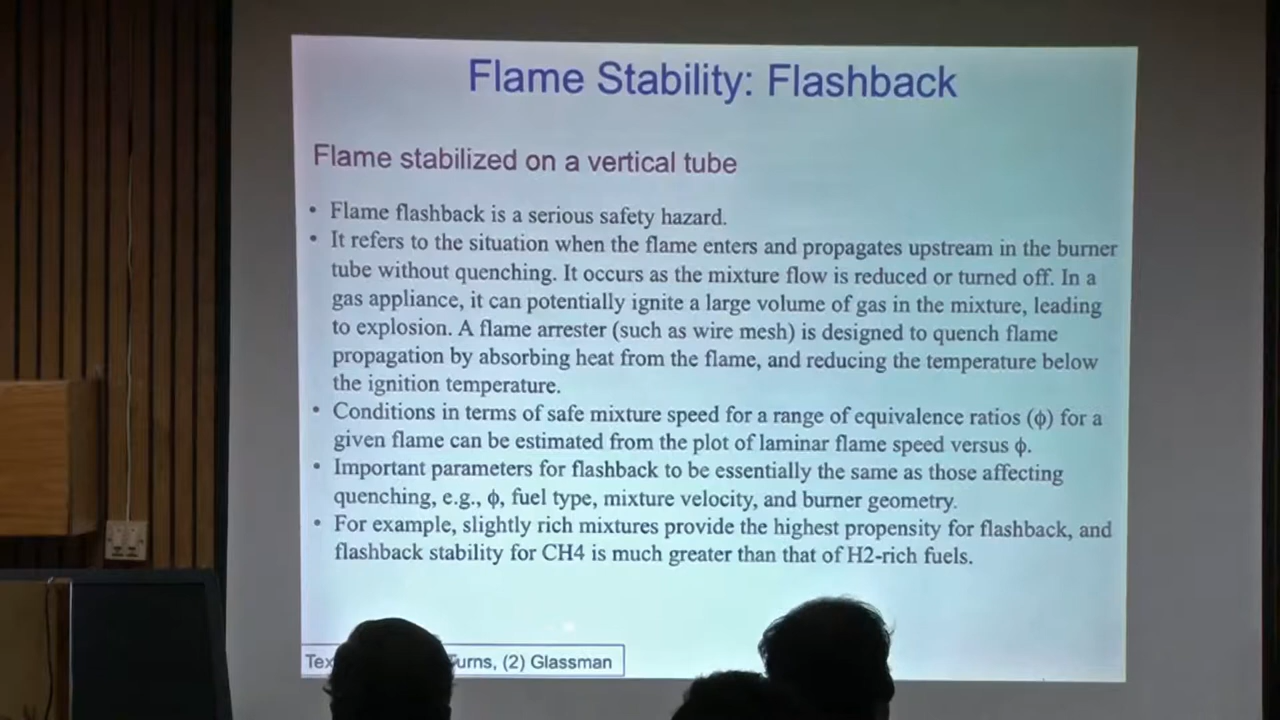 Flame Stability: Flashback
Flame stabilized on a vertical tube
• Flame flashback is a serious safety hazard.
• It refers to the situation when the flame enters and propagates upstream in the burner
tube without quenching. It occurs as the mixture flow is reduced or turned off. In a
gas appliance, it can potentially ignite a large volume of gas in the mixture, leading
to explosion. A flame arrester (such as wire mesh) is designed to quench flame
propagation by absorbing heat from the flame, and reducing the temperature below
the ignition temperature.
• Conditions in terms of safe mixture speed for a range of equivalence ratios (ϕ) for a
given flame can be estimated from the plot of laminar flame speed versus ϕ.
• Important parameters for flashback to be essentially the same as those affecting
quenching, e.g., ϕ, fuel type, mixture velocity, and burner geometry.
• For example, slightly rich mixtures provide the highest propensity for flashback, and
flashback stability for CH4 is much greater than that of H2-rich fuels.
Turns, (2) Glassman